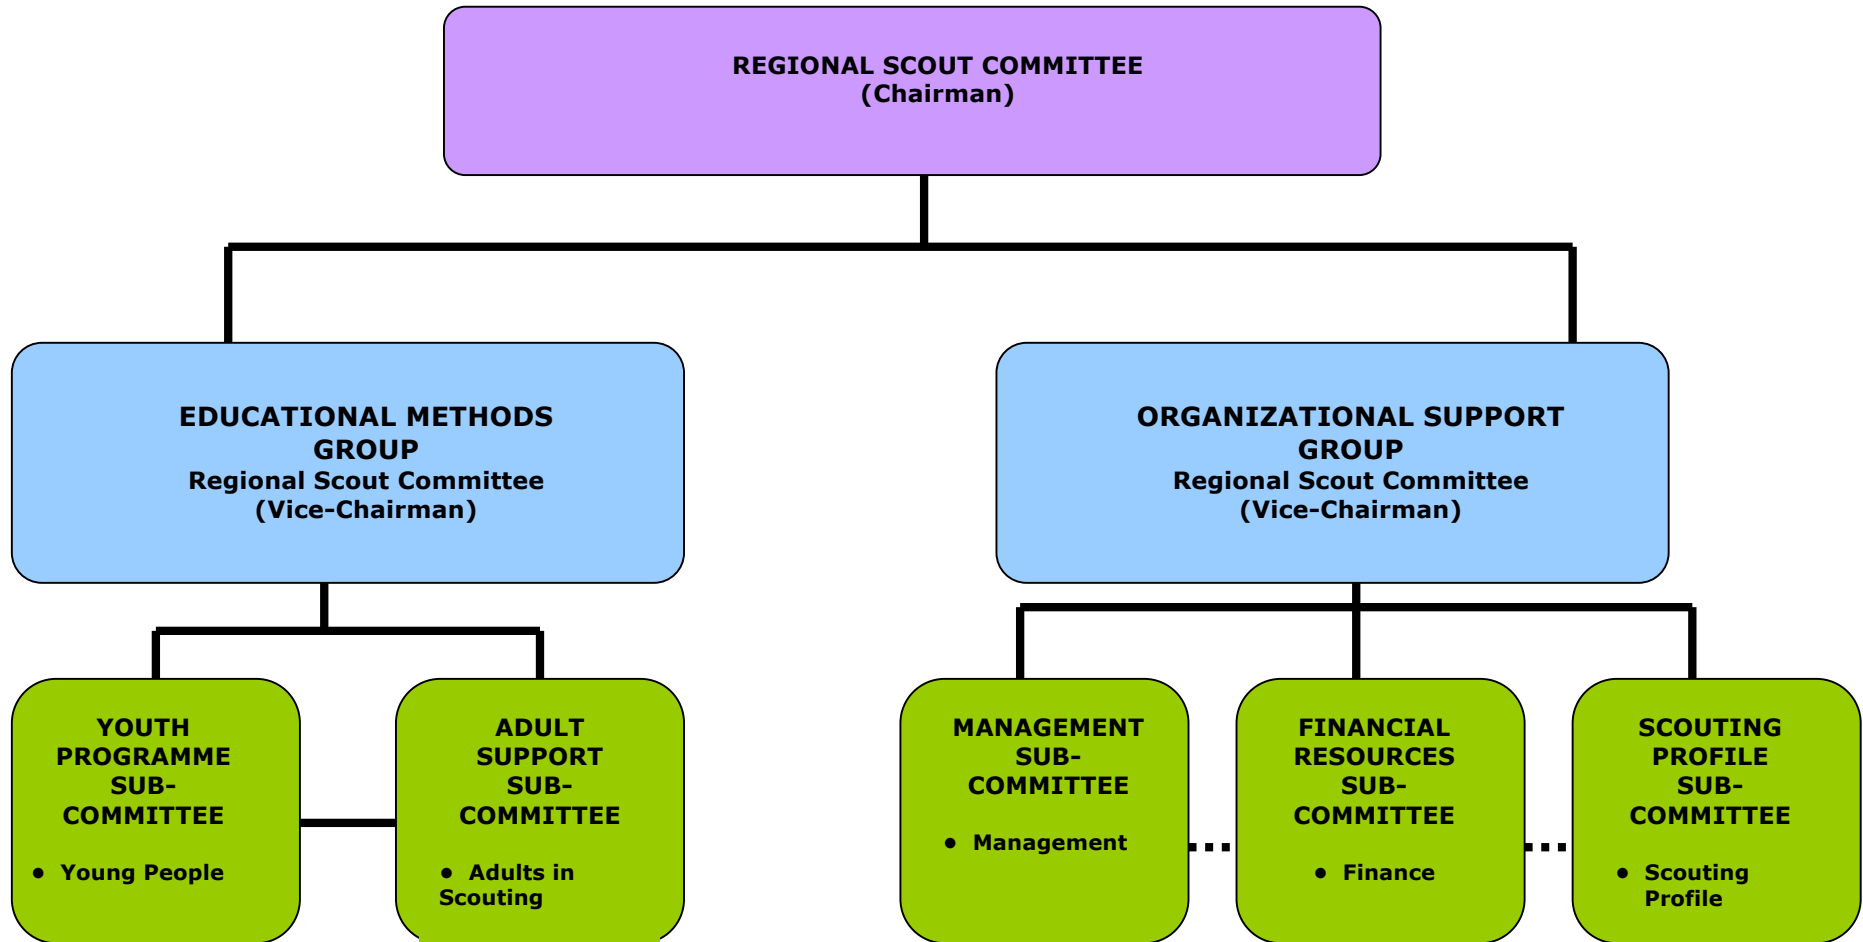 REGIONAL SCOUT COMMITTEE
(Chairman)
EDUCATIONAL METHODS
GROUP
Regional Scout Committee
(Vice-Chairman)
ORGANIZATIONAL SUPPORT
GROUP
Regional Scout Committee
(Vice-Chairman)
YOUTH
PROGRAMME
SUB-
COMMITTEE
• Young People
ADULT
SUPPORT
SUB-
COMMITTEE
• Adults in
Scouting
MANAGEMENT
SUB-
COMMITTEE
• Management
FINANCIAL
RESOURCES
SUB-
COMMITTEE
• Finance
SCOUTING
PROFILE
SUB-
COMMITTEE
• Scouting
Profile